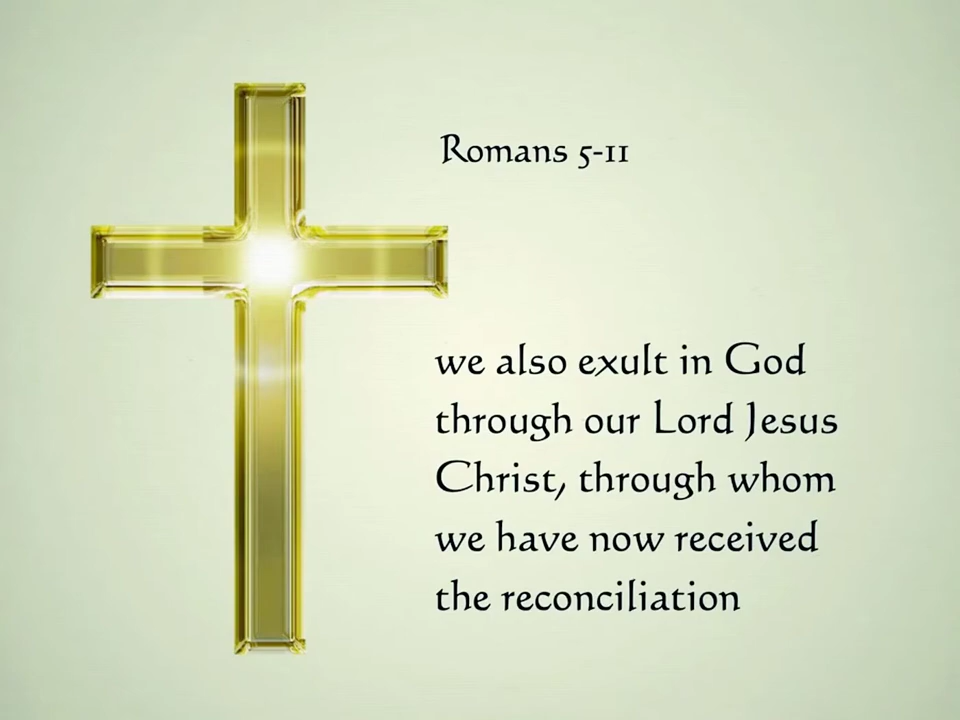 Romans 5-11
we also exult in God
through our Lord Jesus
Christ, through whom
we have now received
the reconciliation